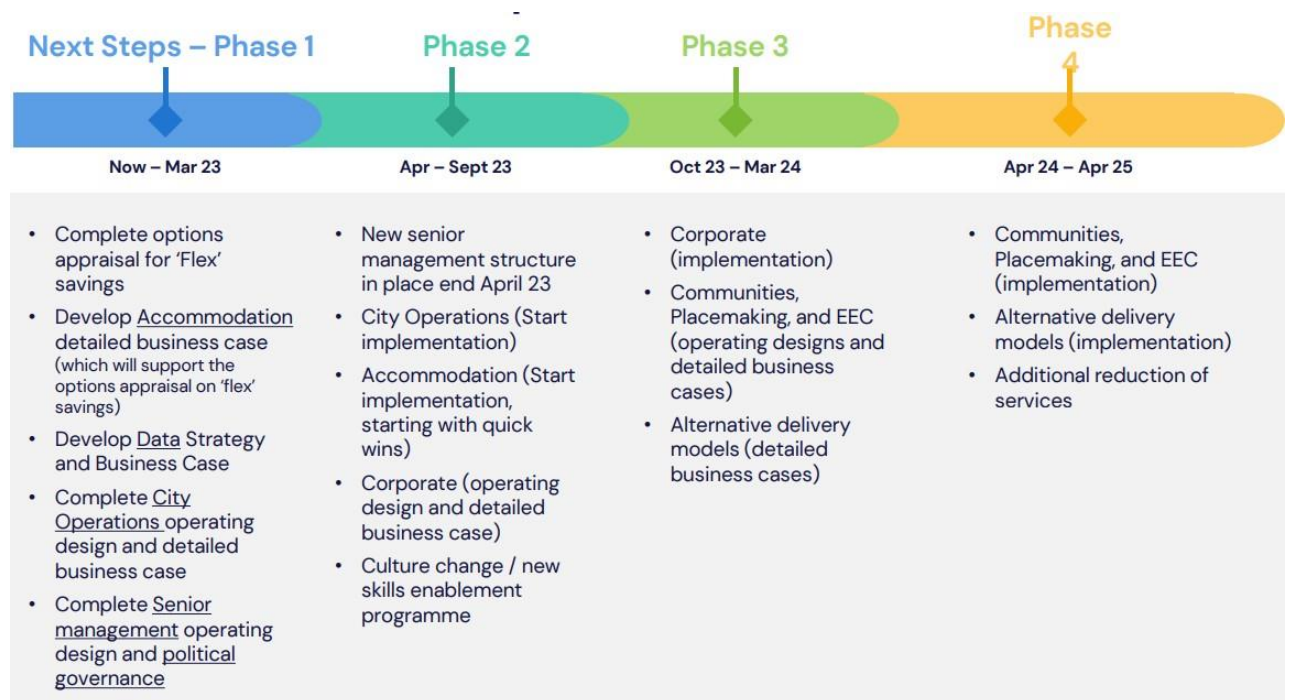 Next Steps – Phase 1
Phase 2
Phase 3
Phase
4
Now – Mar 23
Apr – Sept 23
Oct 23 – Mar 24
Apr 24 – Apr 25
• Complete options
appraisal for ‘Flex’
savings
• Develop Accommodation
detailed business case
(which will support the
options appraisal on ‘flex’
savings)
• Develop Data Strategy
and Business Case
• Complete City
Operations operating
design and detailed
business case
• Complete Senior
management operating
design and political
governance
• New senior
management structure
in place end April 23
• City Operations (Start
implementation)
• Accommodation (Start
implementation,
starting with quick
wins)
• Corporate (operating
design and detailed
business case)
• Culture change / new
skills enablement
programme
• Corporate
(implementation)
• Communities,
Placemaking, and EEC
(operating designs and
detailed business
cases)
• Alternative delivery
models (detailed
business cases)
• Communities,
Placemaking, and EEC
(implementation)
• Alternative delivery
models (implementation)
• Additional reduction of
services